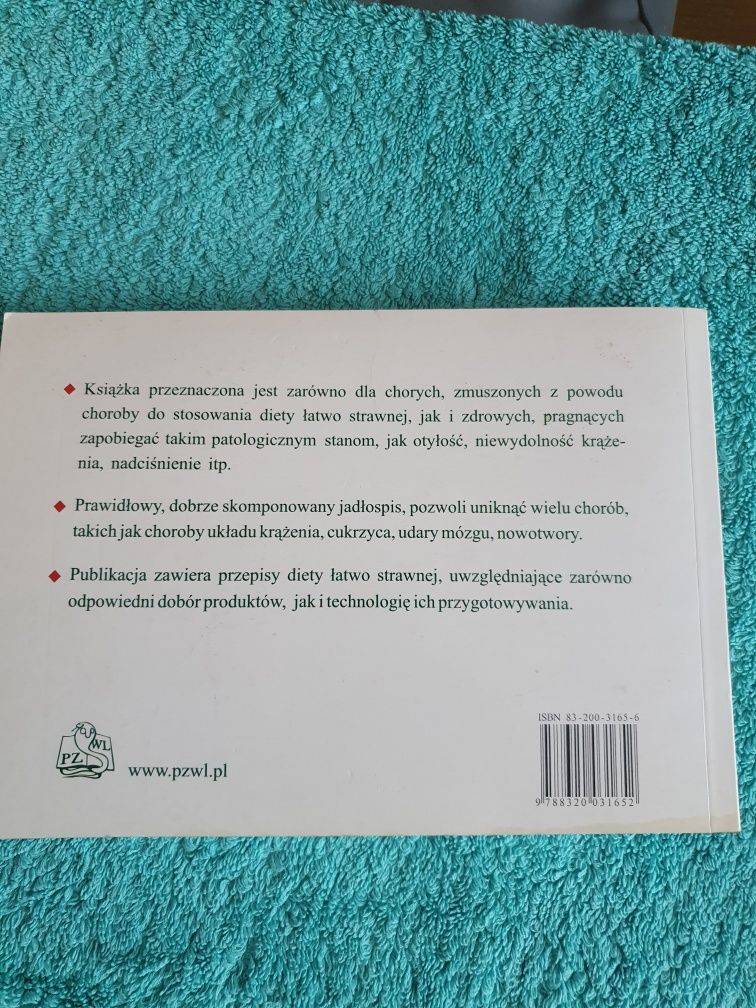 Książka przeznaczona jest zarówno dla chorych, zmuszonych z powodu
choroby do stosowania diety łatwo strawnej, jak i zdrowych, pragnących
zapobiegać takim patologicznym stanom, jak otyłość, niewydolność krąże-
nia, nadciśnienie itp.
Prawidłowy, dobrze skomponowany jadłospis, pozwoli uniknąć wielu chorób,
takich jak choroby układu krążenia, cukrzyca, udary mózgu, nowotwory.
Publikacja zawiera przepisy diety łatwo strawnej, uwzględniające zarówno
odpowiedni dobór produktów, jak i technologię ich przygotowywania.
ISBN 83-200-3165-6
PZWL
www.pzwl.pl
9 788320 031652